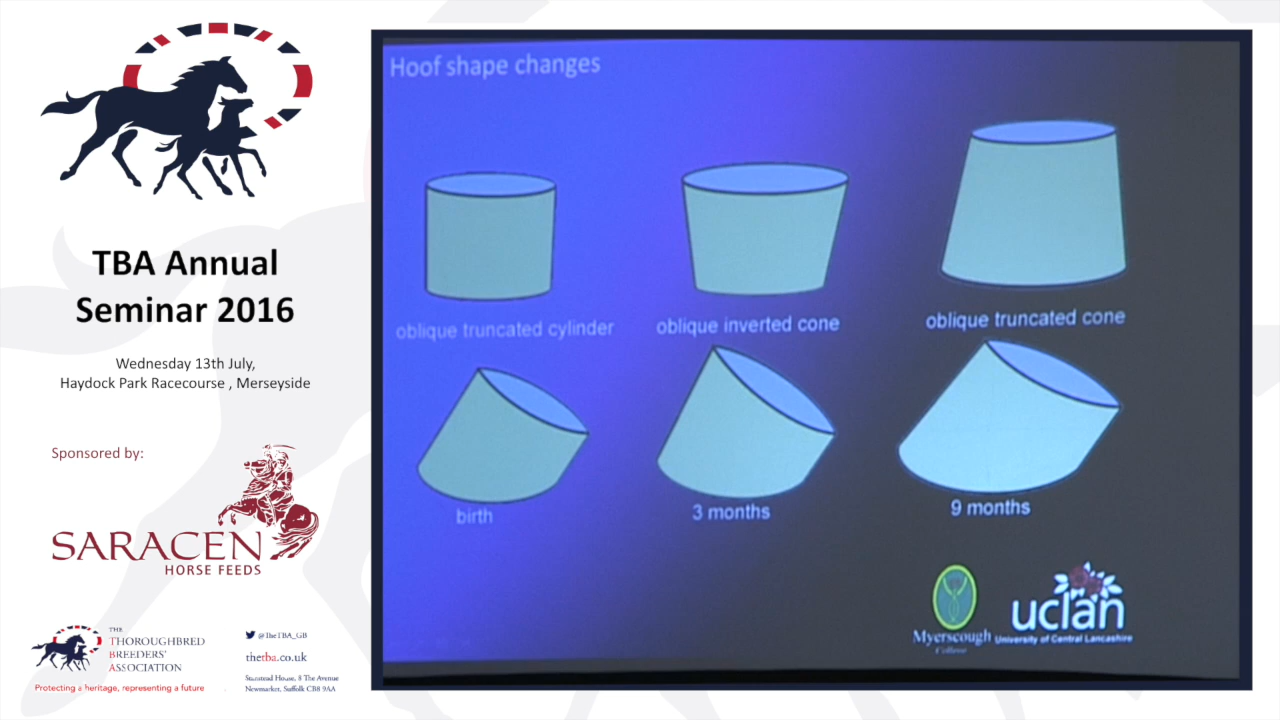 TBA Annual
Seminar 2016
Wednesday 13th July,
Haydock Park Racecourse , Merseyside
Sponsored by:
SARACEN
HORSE FEEDS
THE
THOROUGHBRED
BREEDERS'
ASSOCIATION
Protecting a heritage, representing a future
@TheTBA_GB
thetba.co.uk
Stanstead House, 8 The Avenue
Newmarket, Suffolk CB8 9AA
Hoof shape changes
oblique truncated cylinder
oblique inverted cone
oblique truncated cone
birth
3 months
9 months
Myerscough
College
uclan
University of Central Lancashire